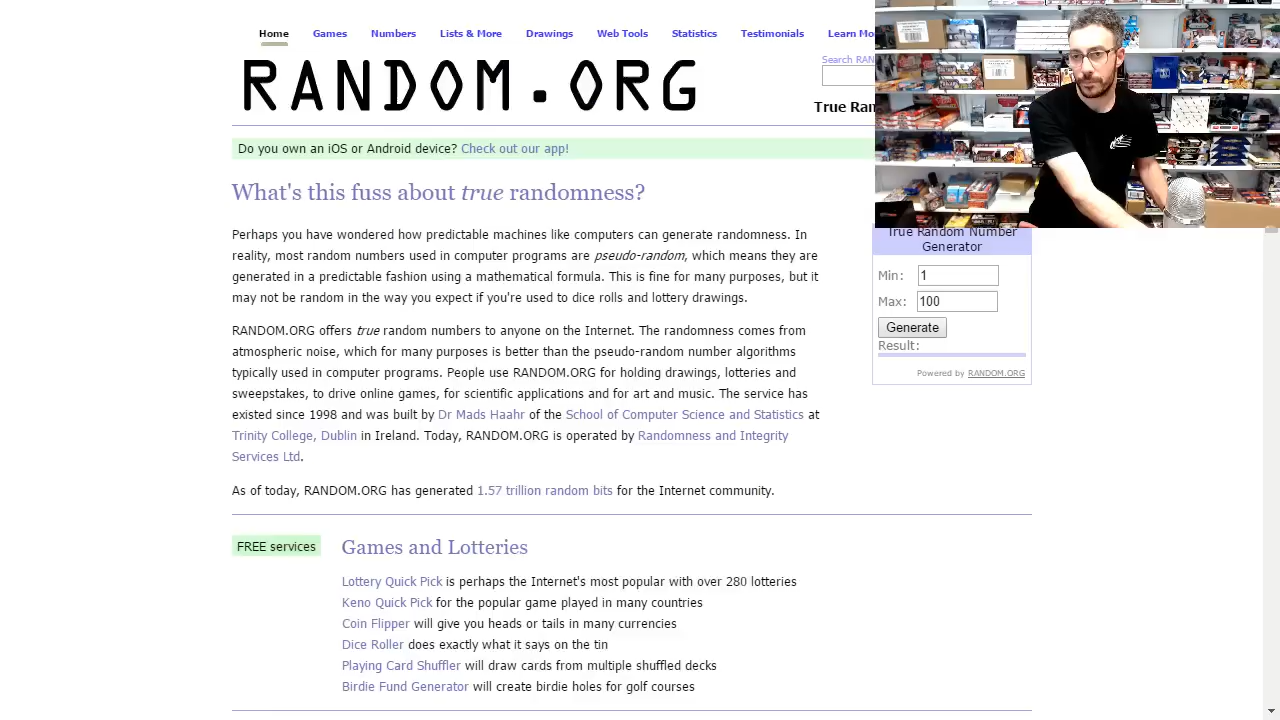 Home Games Numbers Lists & More Drawings Web Tools Statistics Testimonials Learn Mo
RANDOM.ORG
Search RAN
True Ran
Do you own an iOS or Android device? Check out our app!
What's this fuss about true randomness?
Perhaps you have wondered how predictable machines like computers can generate randomness. In
reality, most random numbers used in computer programs are pseudo-random, which means they are
generated in a predictable fashion using a mathematical formula. This is fine for many purposes, but it
may not be random in the way you expect if you're used to dice rolls and lottery drawings.
RANDOM.ORG offers true random numbers to anyone on the Internet. The randomness comes from
atmospheric noise, which for many purposes is better than the pseudo-random number algorithms
typically used in computer programs. People use RANDOM.ORG for holding drawings, lotteries and
sweepstakes, to drive online games, for scientific applications and for art and music. The service has
existed since 1998 and was built by Dr Mads Haahr of the School of Computer Science and Statistics at
Trinity College, Dublin in Ireland. Today, RANDOM.ORG is operated by Randomness and Integrity
Services Ltd.
As of today, RANDOM.ORG has generated 1.57 trillion random bits for the Internet community.
True Random Number
Generator
Min: 1
Max: 100
Generate
Result:
Powered by RANDOM.ORG
FREE services
Games and Lotteries
Lottery Quick Pick is perhaps the Internet's most popular with over 280 lotteries
Keno Quick Pick for the popular game played in many countries
Coin Flipper will give you heads or tails in many currencies
Dice Roller does exactly what it says on the tin
Playing Card Shuffler will draw cards from multiple shuffled decks
Birdie Fund Generator will create birdie holes for golf courses